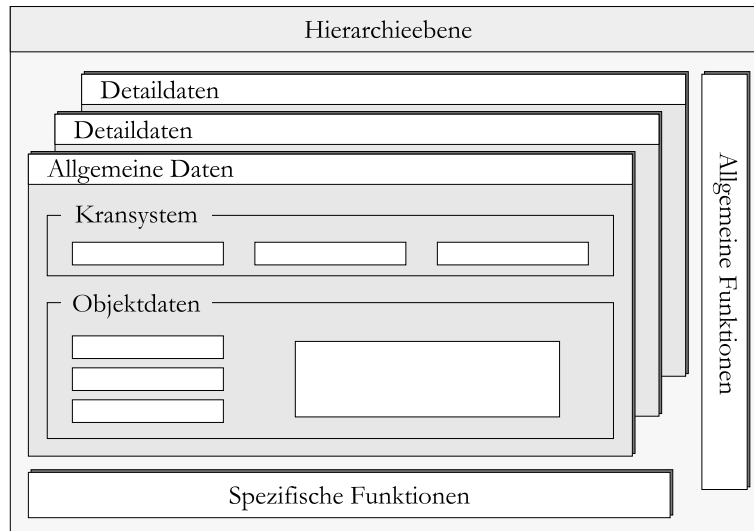 Hierarchieebene
Detaildaten
Detaildaten
Allgemeine Daten
Kransystem
Objektdaten
Allgemeine Funktionen
Spezifische Funktionen